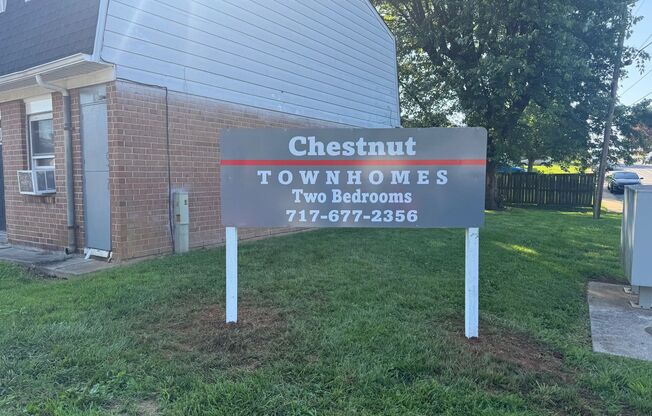 Chestnut
TOWNHOMES
Two Bedrooms
717-677-2356